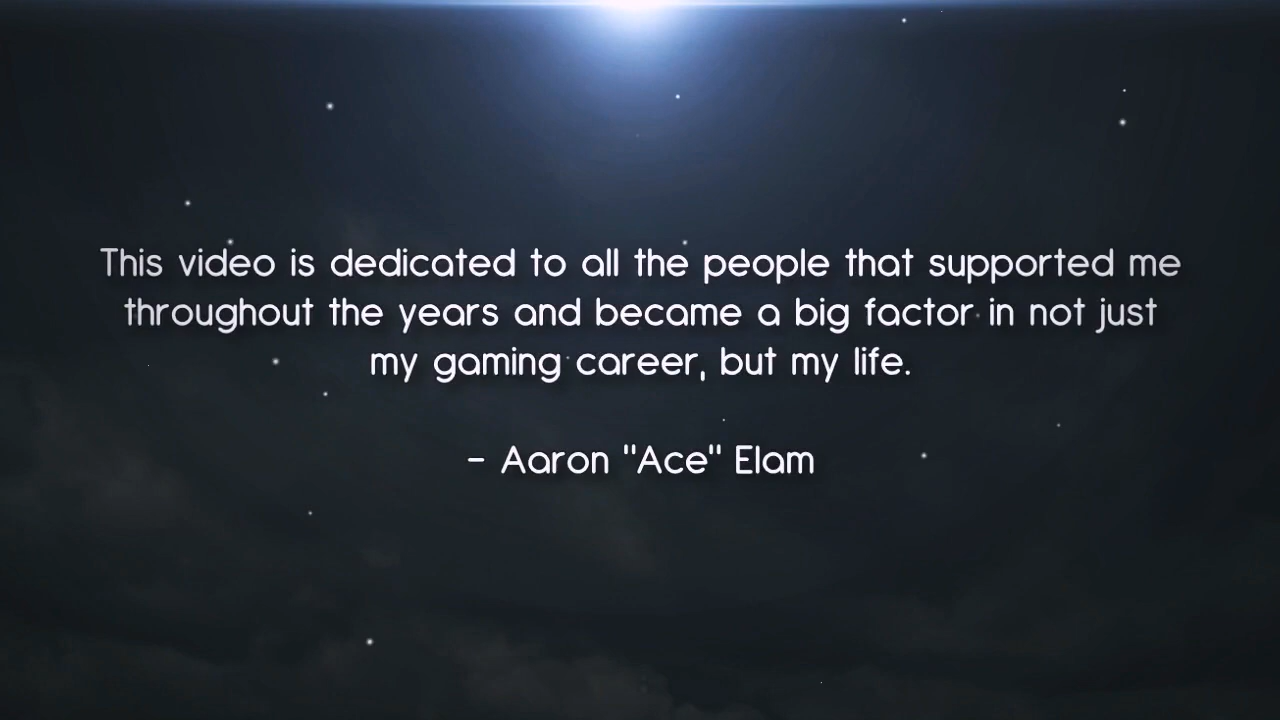 This video is dedicated to all the people that supported me
throughout the years and became a big factor in not just
my gaming career, but my life.
- Aaron "Ace" Elam